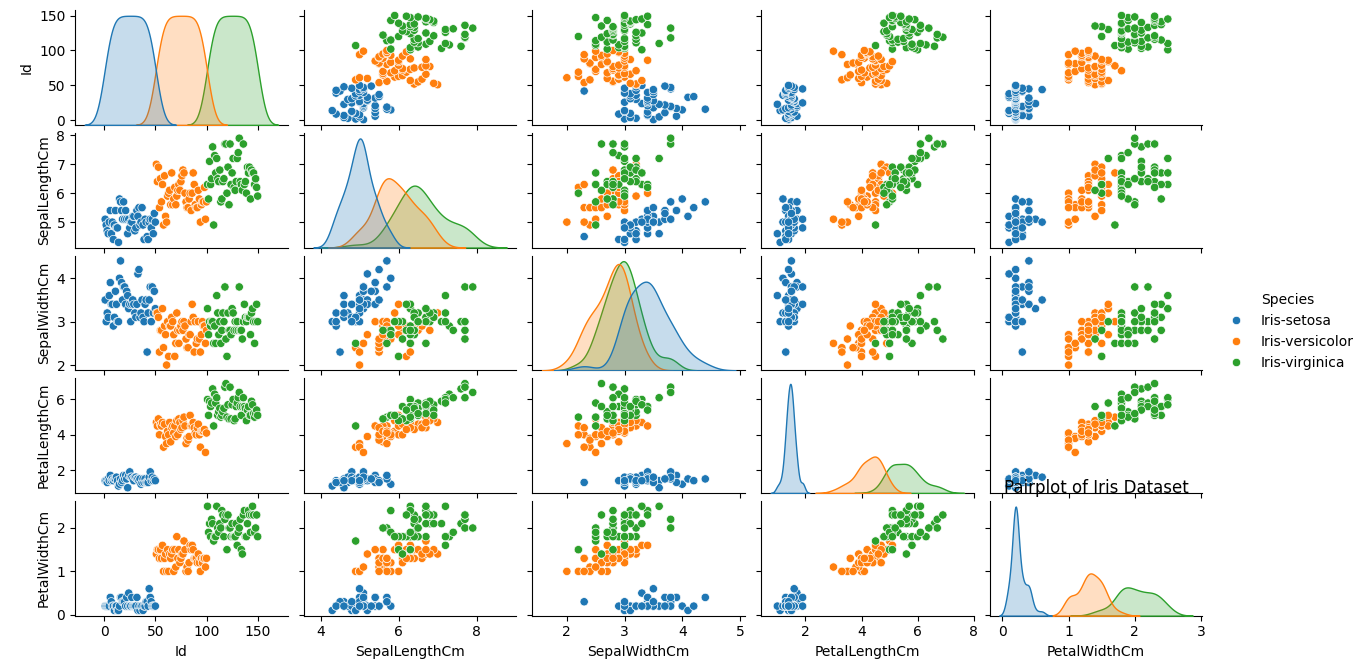 150
100
50
0
Id
8
7
6
5
SepalLengthCm
4
3
2
SepalWidthCm
6
4
2
PetalLengthCm
Pairplot of Iris Dataset
2
1
0
PetalWidthCm
0 50 100 150
4 6 8
2 3 4 5
2 4 6 8
0 1 2 3
Id
SepalLengthCm
SepalWidthCm
PetalLengthCm
PetalWidthCm
Species
Iris-setosa
Iris-versicolor
Iris-virginica